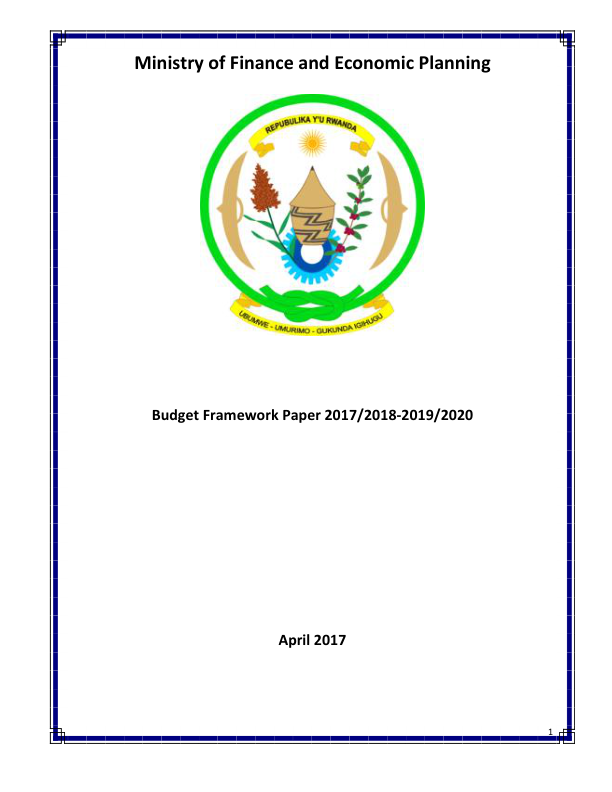 Ministry of Finance and Economic Planning
REPUBULIKA Y'U RWANDA
UBUMWE - UMURIMO - GUKUNDA IGIHUGU
Budget Framework Paper 2017/2018-2019/2020
April 2017
1